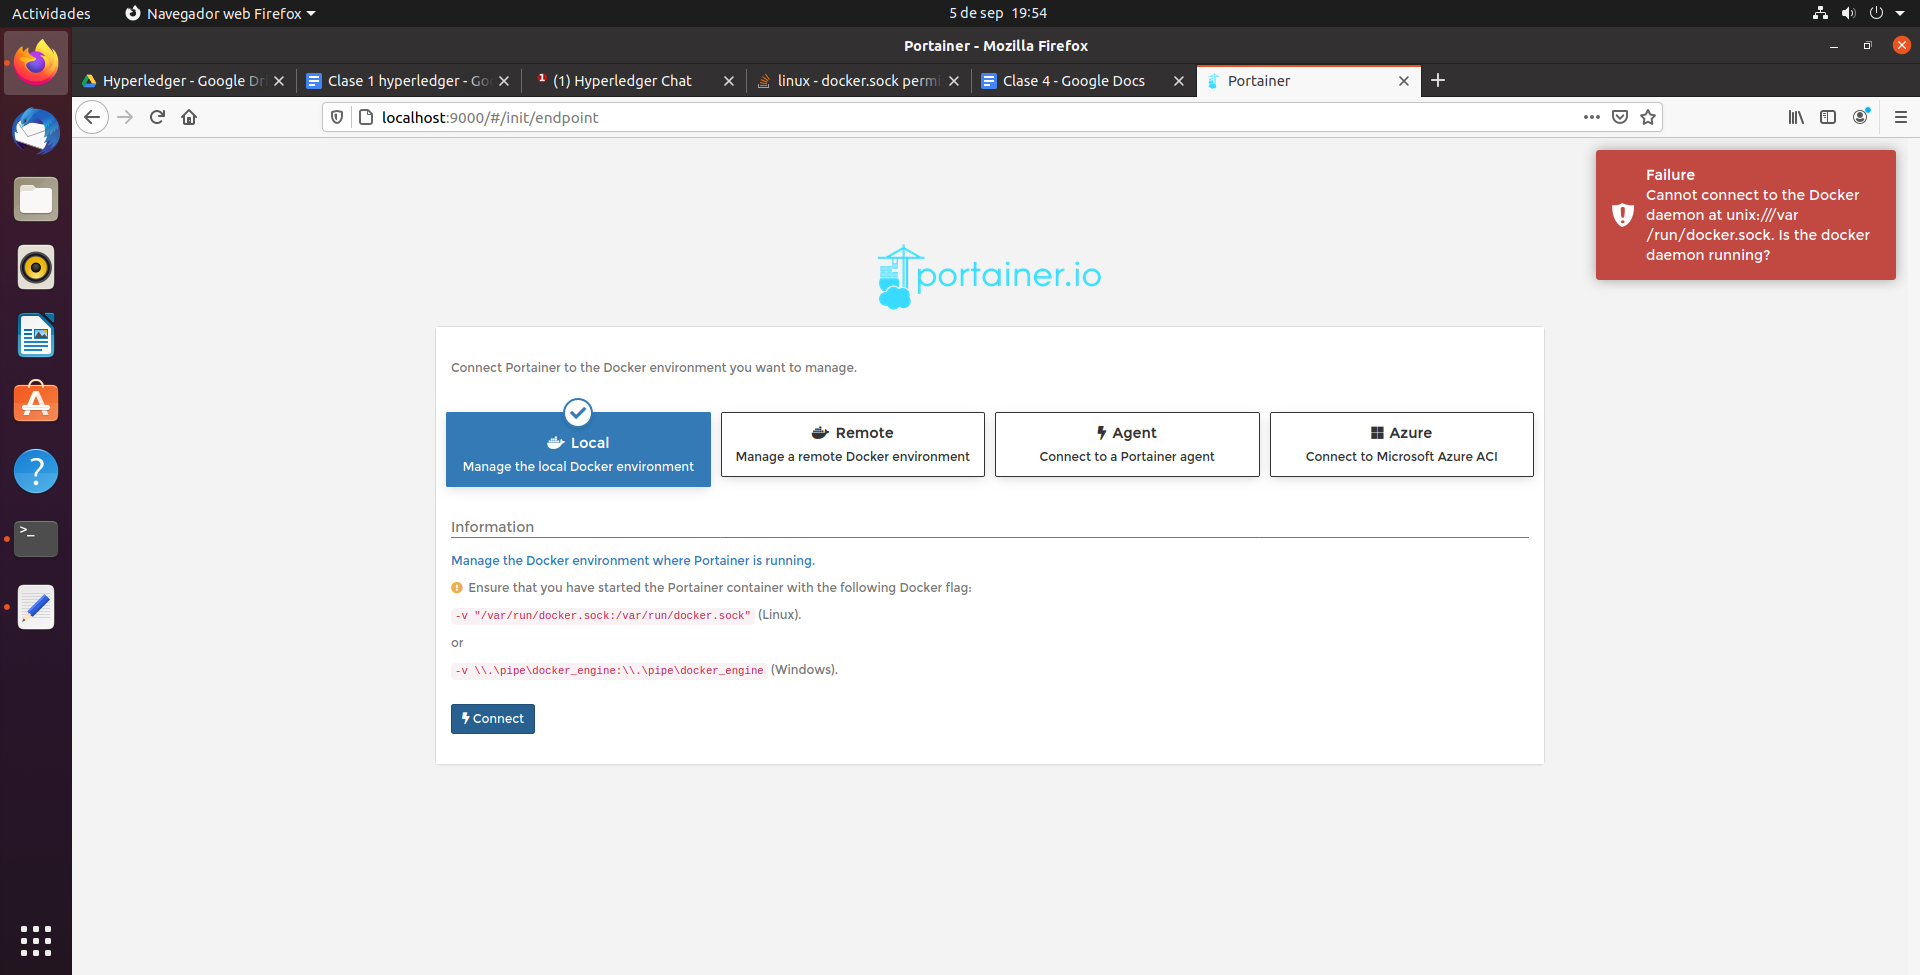 Actividades
Navegador web Firefox
5 de sep 19:54
Portainer - Mozilla Firefox
Hyperledger - Google Dr
Clase 1 hyperledger - Go
1
(1) Hyperledger Chat
linux - docker.sock perm
Clase 4 - Google Docs
Portainer
localhost:9000/#/init/endpoint
Failure
Cannot connect to the Docker
daemon at unix:///var
/run/docker.sock. Is the docker
daemon running?
portainer.io
Connect Portainer to the Docker environment you want to manage.
Local
Manage the local Docker environment
Remote
Manage a remote Docker environment
Agent
Connect to a Portainer agent
Azure
Connect to Microsoft Azure ACI
Information
Manage the Docker environment where Portainer is running.
Ensure that you have started the Portainer container with the following Docker flag:
-v "/var/run/docker.sock:/var/run/docker.sock" (Linux).
or
-v \\.\pipe\docker_engine:\\.\pipe\docker_engine (Windows).
Connect